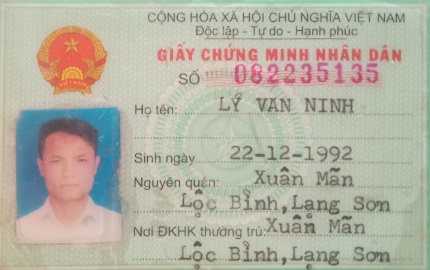 CỘNG HÒA XÃ HỘI CHỦ NGHĨA VIỆT NAM
Độc lập - Tự do - Hạnh phúc
GIẤY CHỨNG MINH NHÂN DÂN
SỐ 082235135
Họ tên: LÝ VAN NINH
Sinh ngày 22-12-1992
Nguyên quán: Xuân Mãn
Lộc Bình, Lạng Sơn
Nơi ĐKHK thường trú: Xuân Mãn
Lộc Bình, Lạng Sơn